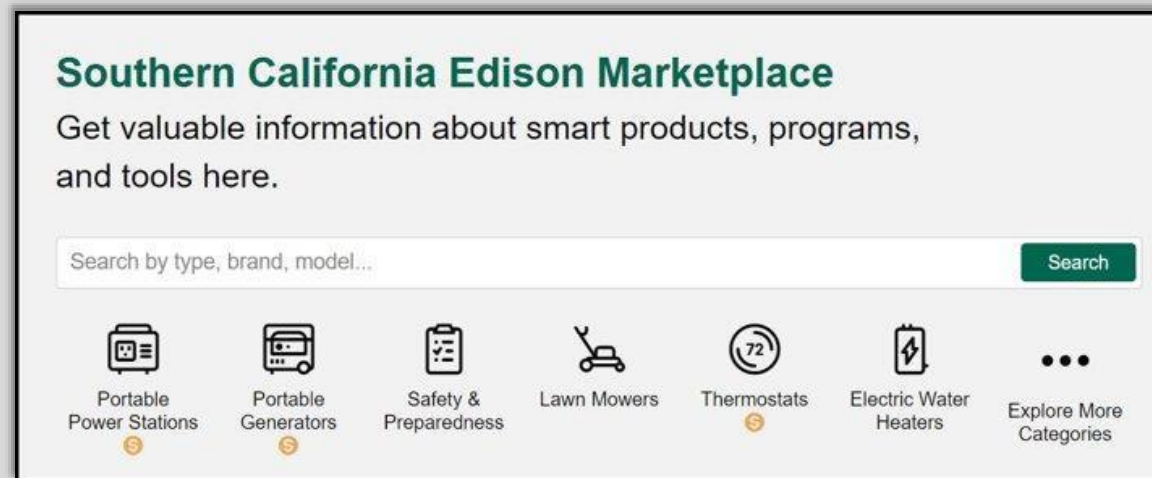 Southern California Edison Marketplace
Get valuable information about smart products, programs,
and tools here.
Search by type, brand, model...
Search
Portable
Power Stations
S
Portable
Generators
S
Safety &
Preparedness
Lawn Mowers
72
Thermostats
S
Electric Water
Heaters
Explore More
Categories